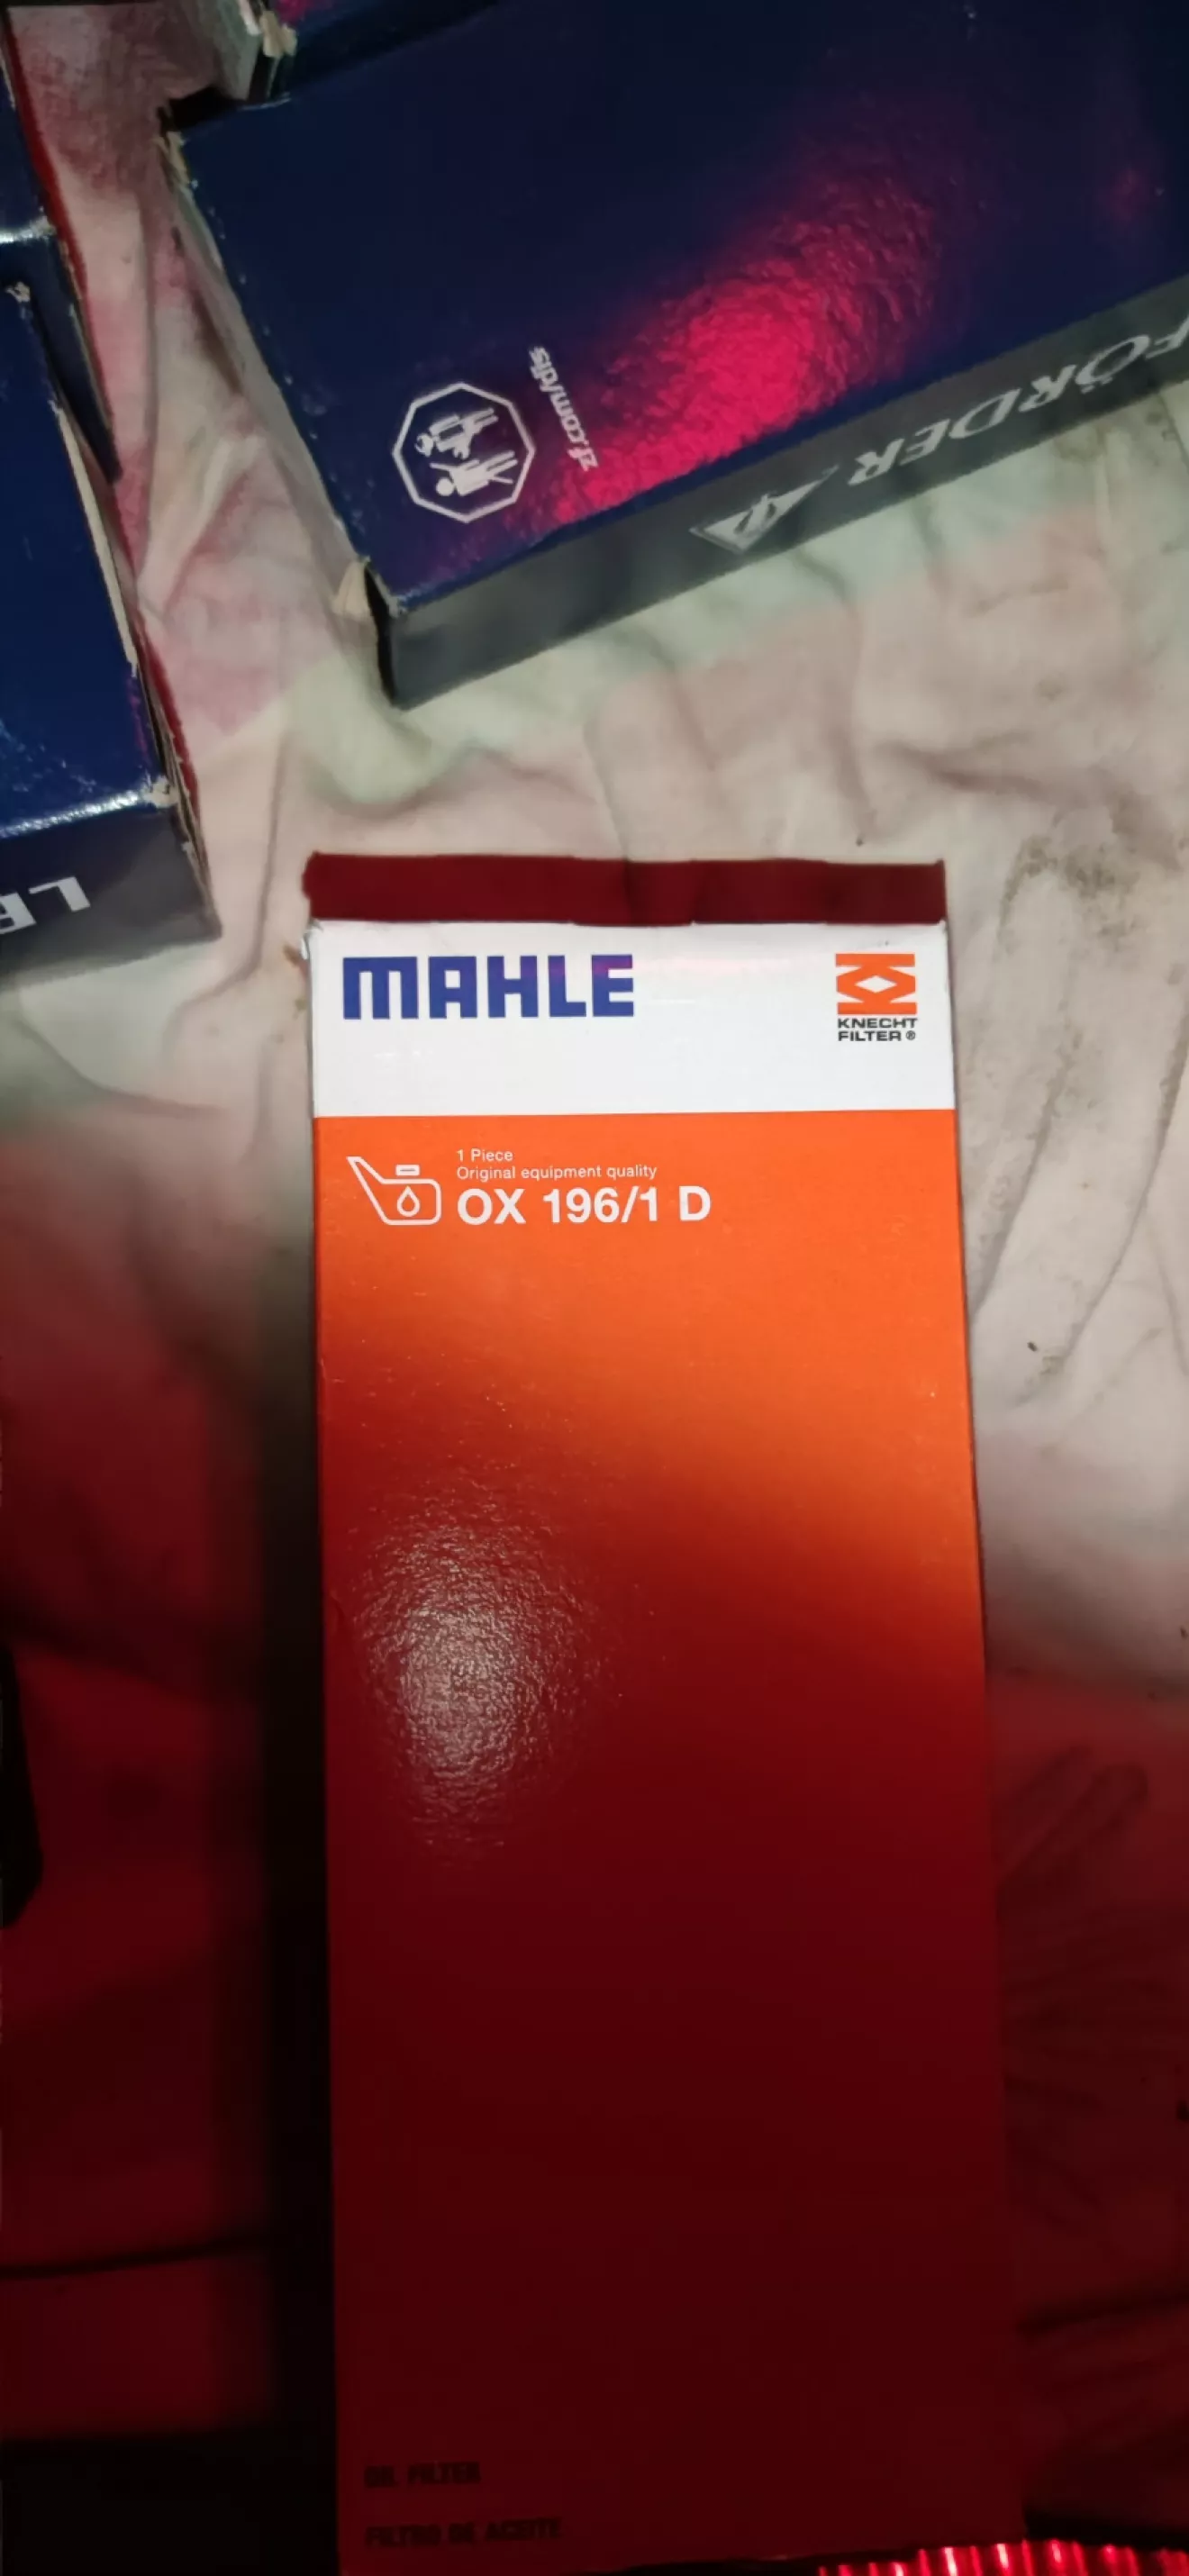 zf.com/dis
FÖRDER
MAHLE
KNECHT
FILTER®
1 Piece
Original equipment quality
OX 196/1 D
OIL FILTER
FILTRO DE ACEITE